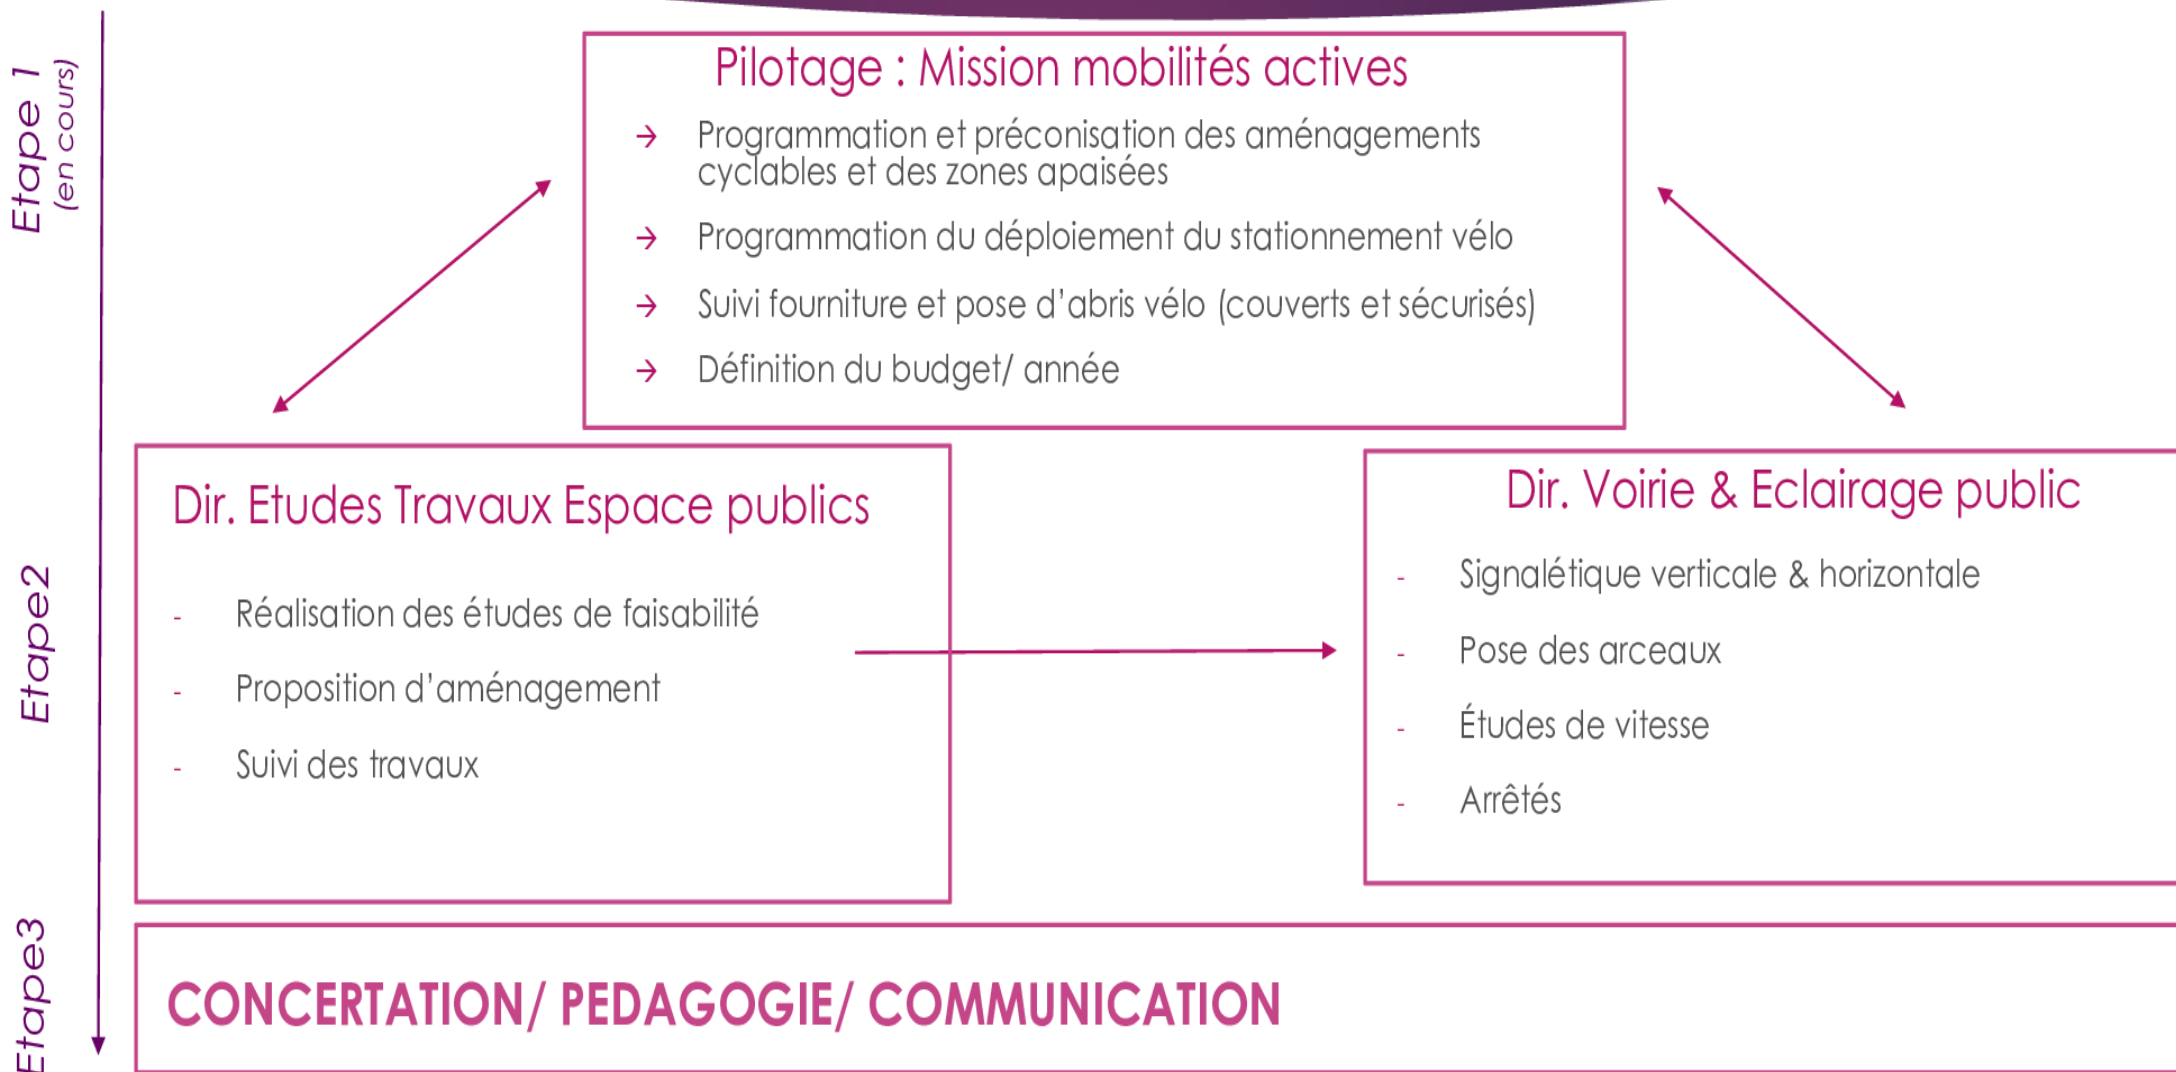 Etape 1
(en cours)
Pilotage : Mission mobilités actives
→ Programmation et préconisation des aménagements
cyclables et des zones apaisées
→ Programmation du déploiement du stationnement vélo
→ Suivi fourniture et pose d’abris vélo (couverts et sécurisés)
→ Définition du budget/ année
Etape2
Dir. Etudes Travaux Espace publics
- Réalisation des études de faisabilité
- Proposition d’aménagement
- Suivi des travaux
Dir. Voirie & Eclairage public
- Signalétique verticale & horizontale
- Pose des arceaux
- Études de vitesse
- Arrêtés
Etape3
CONCERTATION/ PEDAGOGIE/ COMMUNICATION